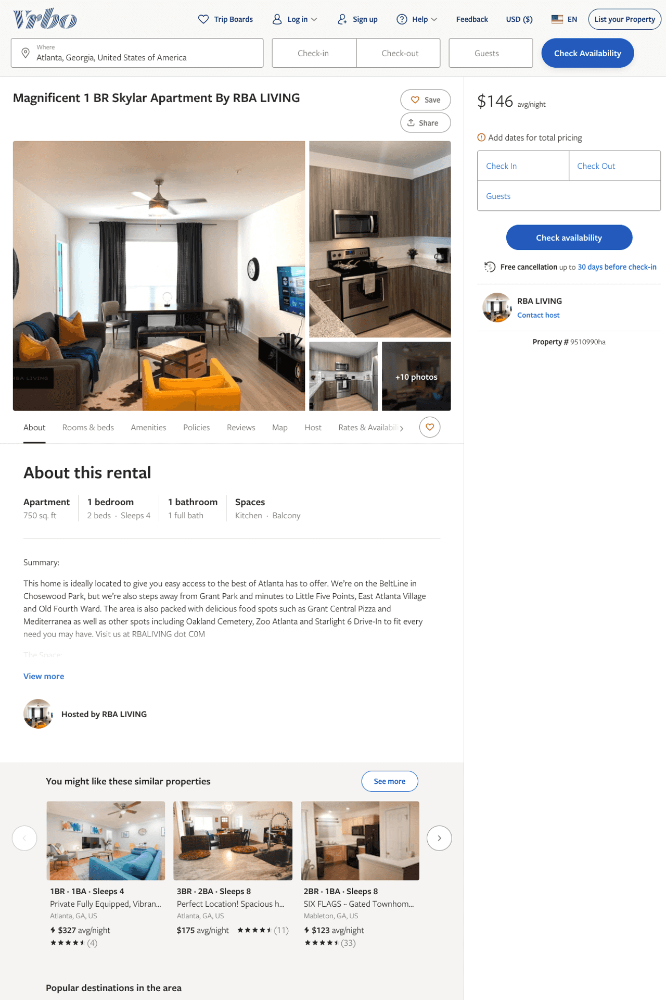 Vrbo
Trip Boards
Log in
Sign up
Help
Feedback
USD ($)
EN
List your Property
Where
Atlanta, Georgia, United States of America
Check-in
Check-out
Guests
Check Availability
Magnificent 1 BR Skylar Apartment By RBA LIVING
Save
Share
RBA LIVING
+10 photos
$146 avg/night
Add dates for total pricing
Check In
Check Out
Guests
Check availability
Free cancellation up to 30 days before check-in
RBA LIVING
Contact host
Property # 9510990ha
About
Rooms & beds
Amenities
Policies
Reviews
Map
Host
Rates & Availabili
About this rental
Apartment
750 sq. ft
1 bedroom
2 beds · Sleeps 4
1 bathroom
1 full bath
Spaces
Kitchen · Balcony
Summary:
This home is ideally located to give you easy access to the best of Atlanta has to offer. We’re on the BeltLine in
Chosewood Park, but we’re also steps away from Grant Park and minutes to Little Five Points, East Atlanta Village
and Old Fourth Ward. The area is also packed with delicious food spots such as Grant Central Pizza and
Mediterranea as well as other spots including Oakland Cemetery, Zoo Atlanta and Starlight 6 Drive-In to fit every
need you may have. Visit us at RBALIVING dot C0M
The Space:
View more
Hosted by RBA LIVING
You might like these similar properties
See more
1BR · 1BA · Sleeps 4
Private Fully Equipped, Vibran...
Atlanta, GA, US
$327 avg/night
(4)
3BR · 2BA · Sleeps 8
Perfect Location! Spacious h...
Atlanta, GA, US
$175 avg/night (11)
2BR · 1BA · Sleeps 8
SIX FLAGS ~ Gated Townhom...
Mableton, GA, US
$123 avg/night
(33)
Popular destinations in the area